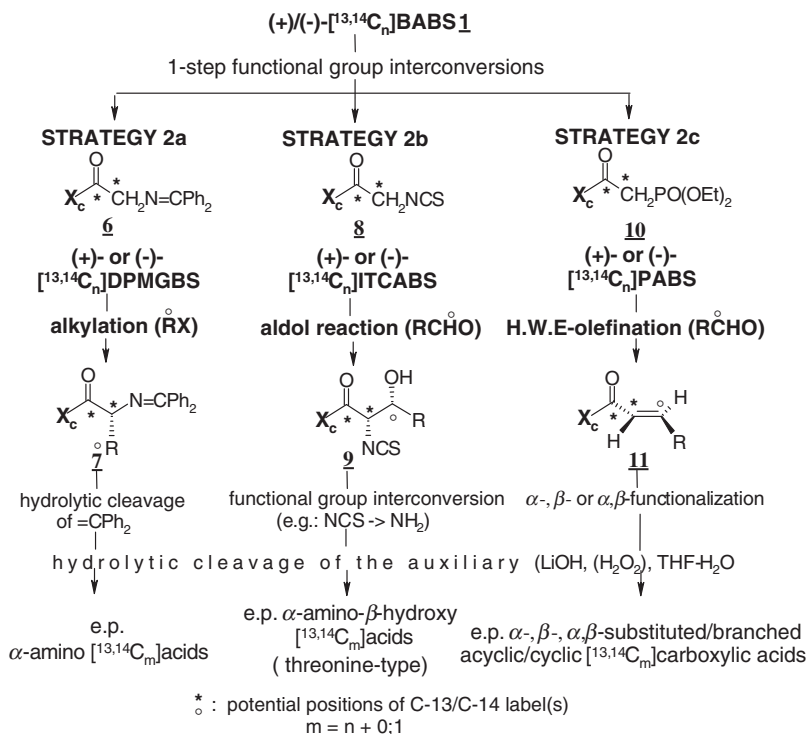 (+)/(-)-[13,14Cn]BABS 1
1-step functional group interconversions
STRATEGY 2a STRATEGY 2b STRATEGY 2c
O O O
Xc * * CH2N=CPh2 Xc * * CH2NCS Xc * * CH2PO(OEt)2
6 8 10
(+)- or (-)- (+)- or (-)- (+)- or (-)-
[13,14Cn]DPMGBS [13,14Cn]ITCABS [13,14Cn]PABS
alkylation (R̊X) aldol reaction (RC̊HO) H.W.E-olefination (RC̊HO)
O N=CPh2 O OH O H
Xc * * R Xc * * ° R Xc * * ° H R
°R NCS
7 9 11
hydrolytic cleavage functional group interconversion α-, β- or α,β-functionalization
of =CPh2 (e.g.: NCS -> NH2)
hydrolytic cleavage of the auxiliary (LiOH, (H2O2), THF-H2O
e.p. e.p. α-amino-β-hydroxy e.p. α-, β-, α,β-substituted/branched
α-amino [13,14Cm]acids [13,14Cm]acids acyclic/cyclic [13,14Cm]carboxylic acids
( threonine-type)
* ° : potential positions of C-13/C-14 label(s)
m = n + 0;1